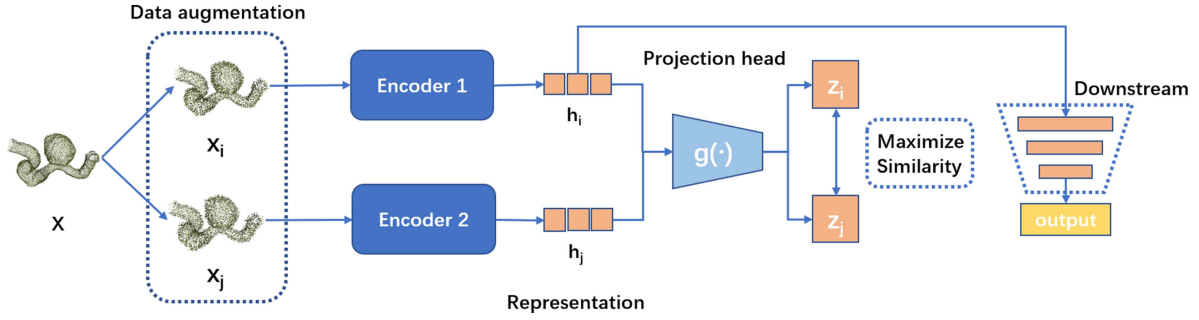 Data augmentation
X
X_i
X_j
Encoder 1
Encoder 2
h_i
h_j
Representation
Projection head
g(·)
z_i
z_j
Maximize
Similarity
Downstream
output